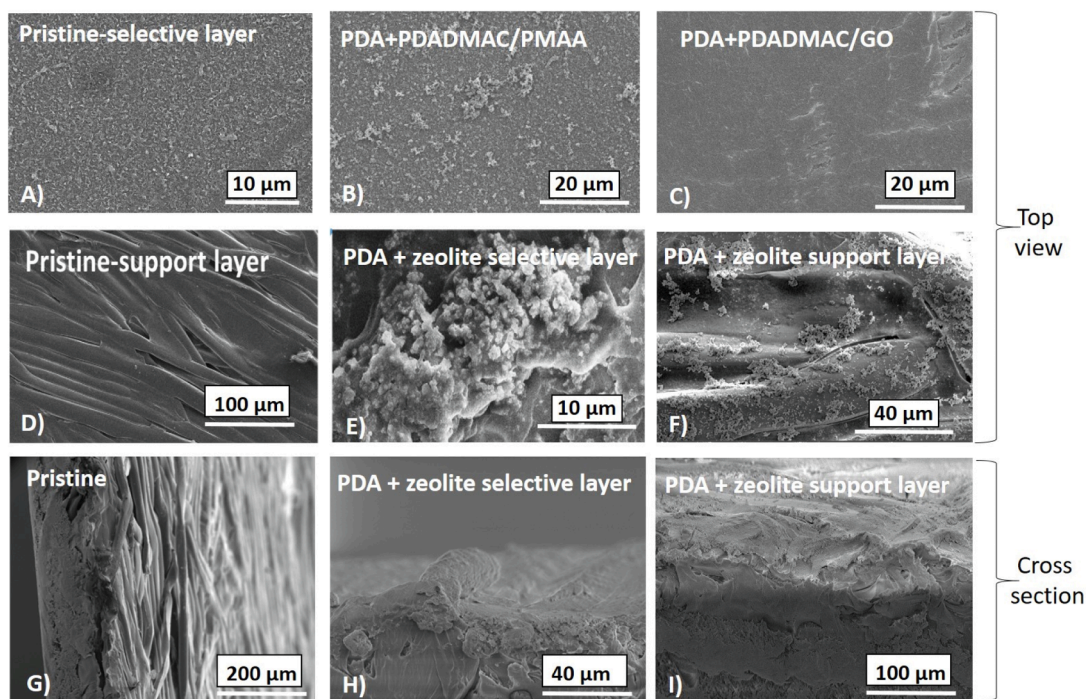 Pristine-selective layer
10 µm
A)
PDA+PDADMAC/PMAA
20 µm
B)
PDA+PDADMAC/GO
20 µm
C)
Pristine-support layer
100 µm
D)
PDA + zeolite selective layer
10 µm
E)
PDA + zeolite support layer
40 µm
F)
Top
view
Pristine
200 µm
G)
PDA + zeolite selective layer
40 µm
H)
PDA + zeolite support layer
100 µm
I)
Cross
section